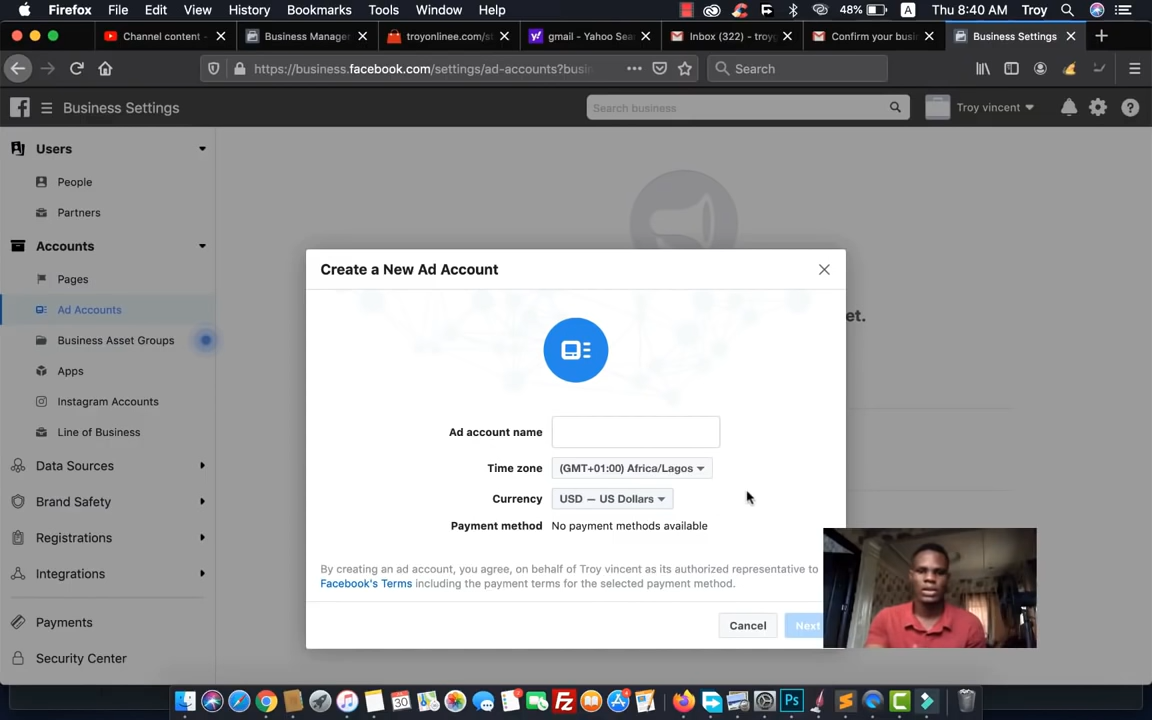 Firefox File Edit View History Bookmarks Tools Window Help 48% A Thu 8:40 AM Troy
Channel content - Business Manage troyonlinee.com/st gmail - Yahoo Sea Inbox (322) - troyg Confirm your busi Business Settings
https://business.facebook.com/settings/ad-accounts?busi Search
Business Settings Search business Troy vincent
Users
People
Partners
Accounts
Pages
Ad Accounts
Business Asset Groups
Apps
Instagram Accounts
Line of Business
Data Sources
Brand Safety
Registrations
Integrations
Payments
Security Center
et.
Create a New Ad Account
Ad account name
Time zone (GMT+01:00) Africa/Lagos
Currency USD — US Dollars
Payment method No payment methods available
By creating an ad account, you agree, on behalf of Troy vincent as its authorized representative to
Facebook's Terms including the payment terms for the selected payment method.
Cancel Next
30
Ps